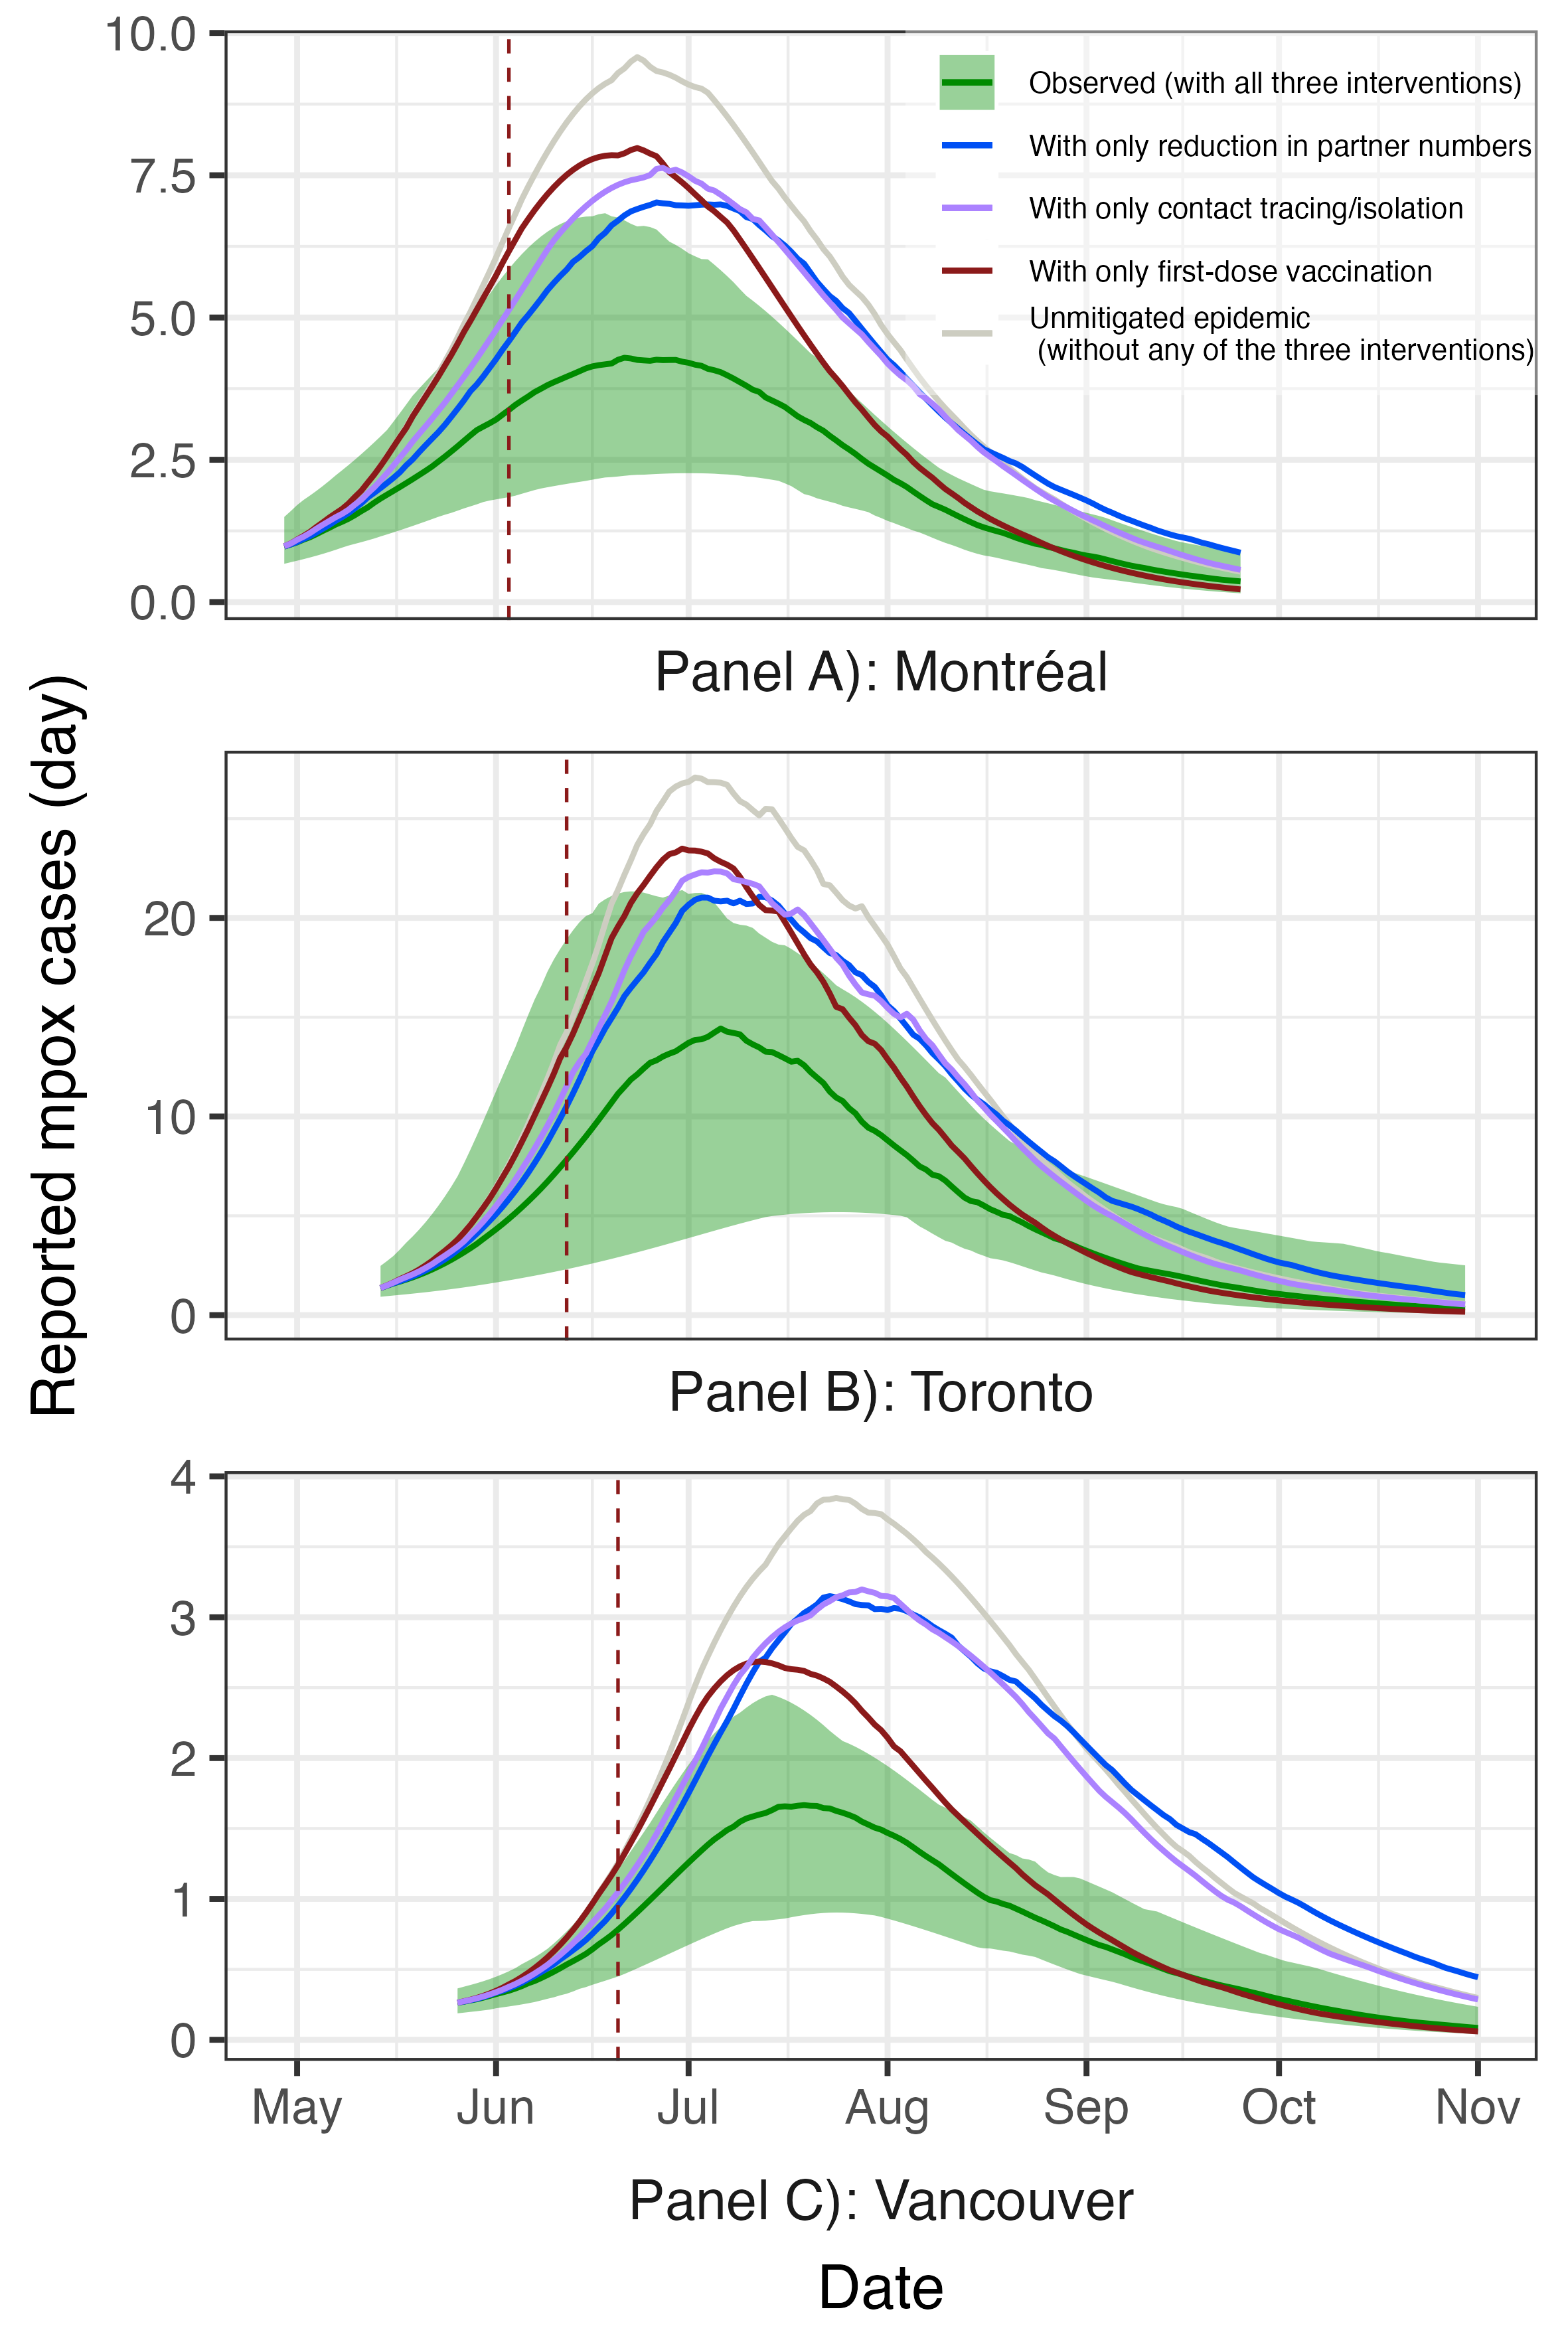 10.0
7.5
5.0
2.5
0.0
Observed (with all three interventions)
With only reduction in partner numbers
With only contact tracing/isolation
With only first-dose vaccination
Unmitigated epidemic
(without any of the three interventions)
Panel A): Montréal
Reported mpox cases (day)
20
10
0
Panel B): Toronto
4
3
2
1
0
May Jun Jul Aug Sep Oct Nov
Panel C): Vancouver
Date